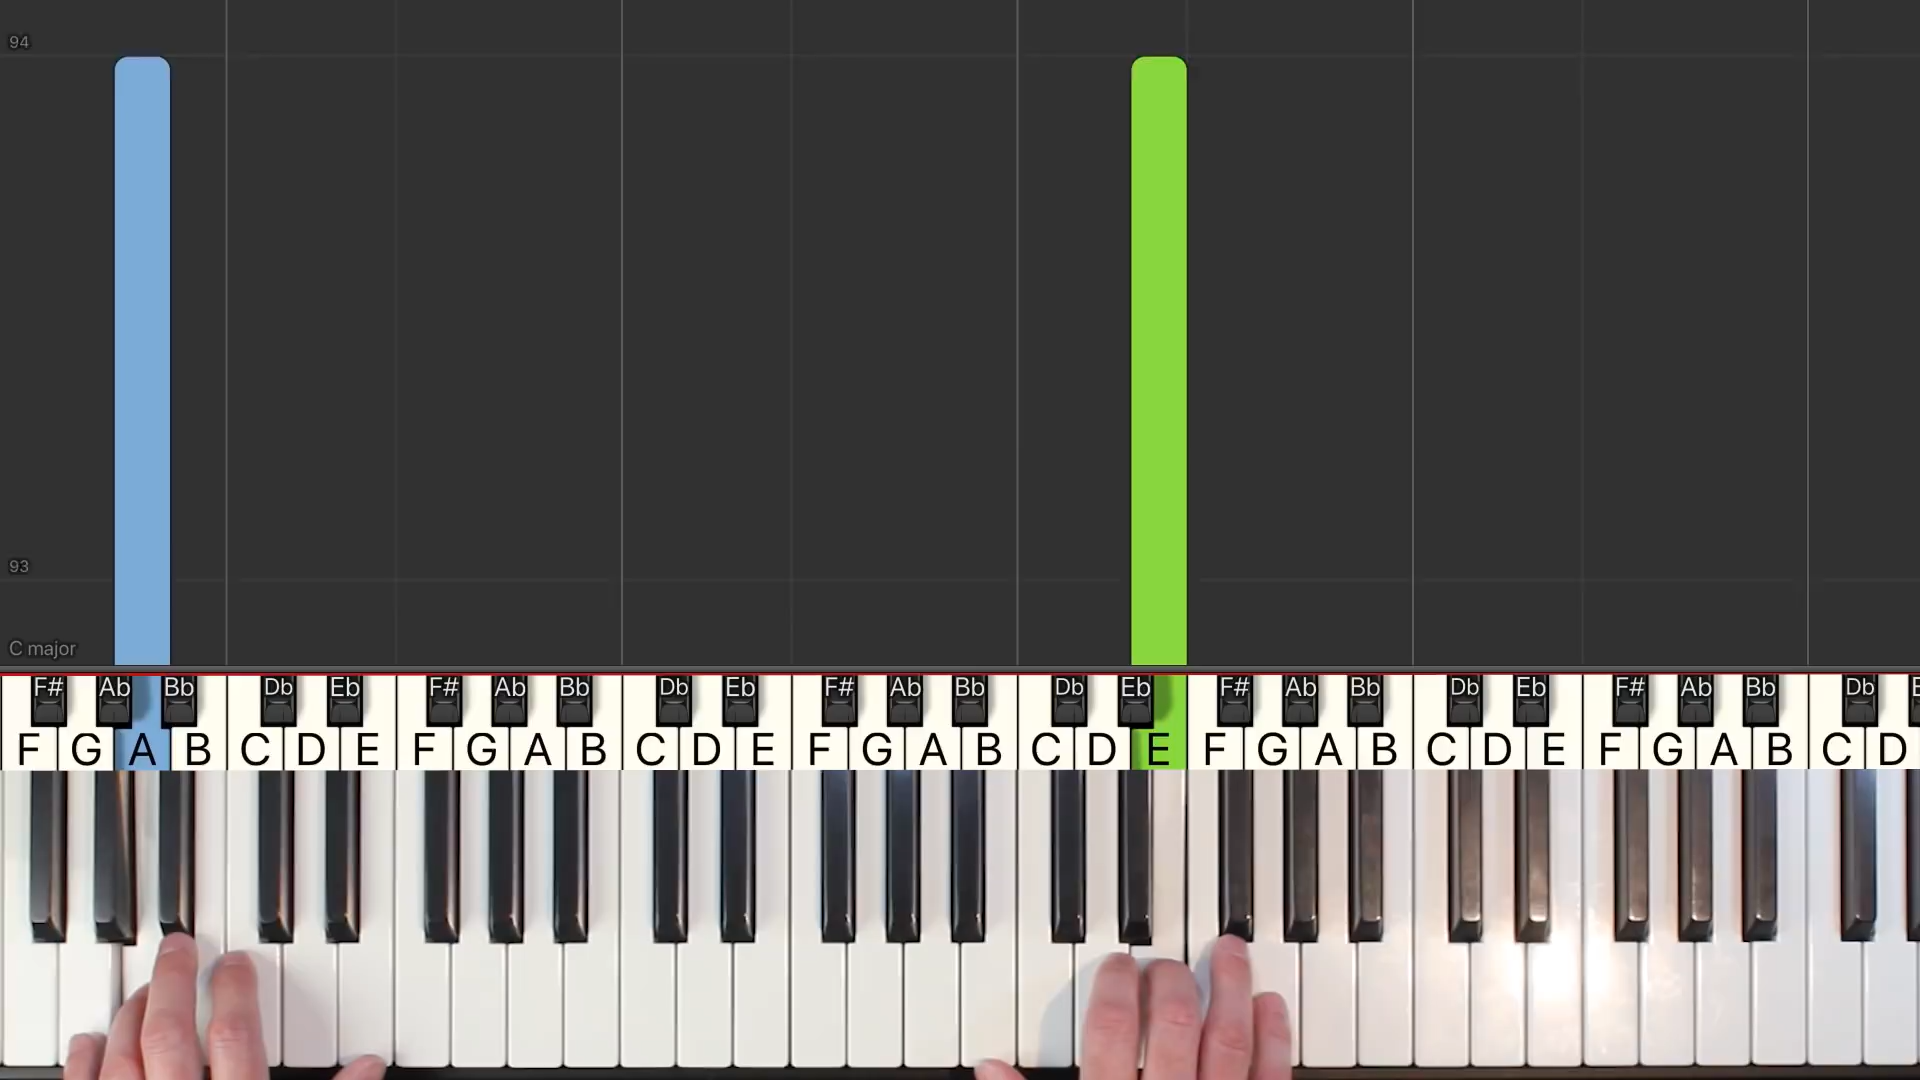 94
93
C major
F# Ab Bb Db Eb F# Ab Bb Db Eb F# Ab Bb Db Eb F# Ab Bb Db Eb F# Ab Bb Db
F G A B C D E F G A B C D E F G A B C D E F G A B C D E F G A B C D